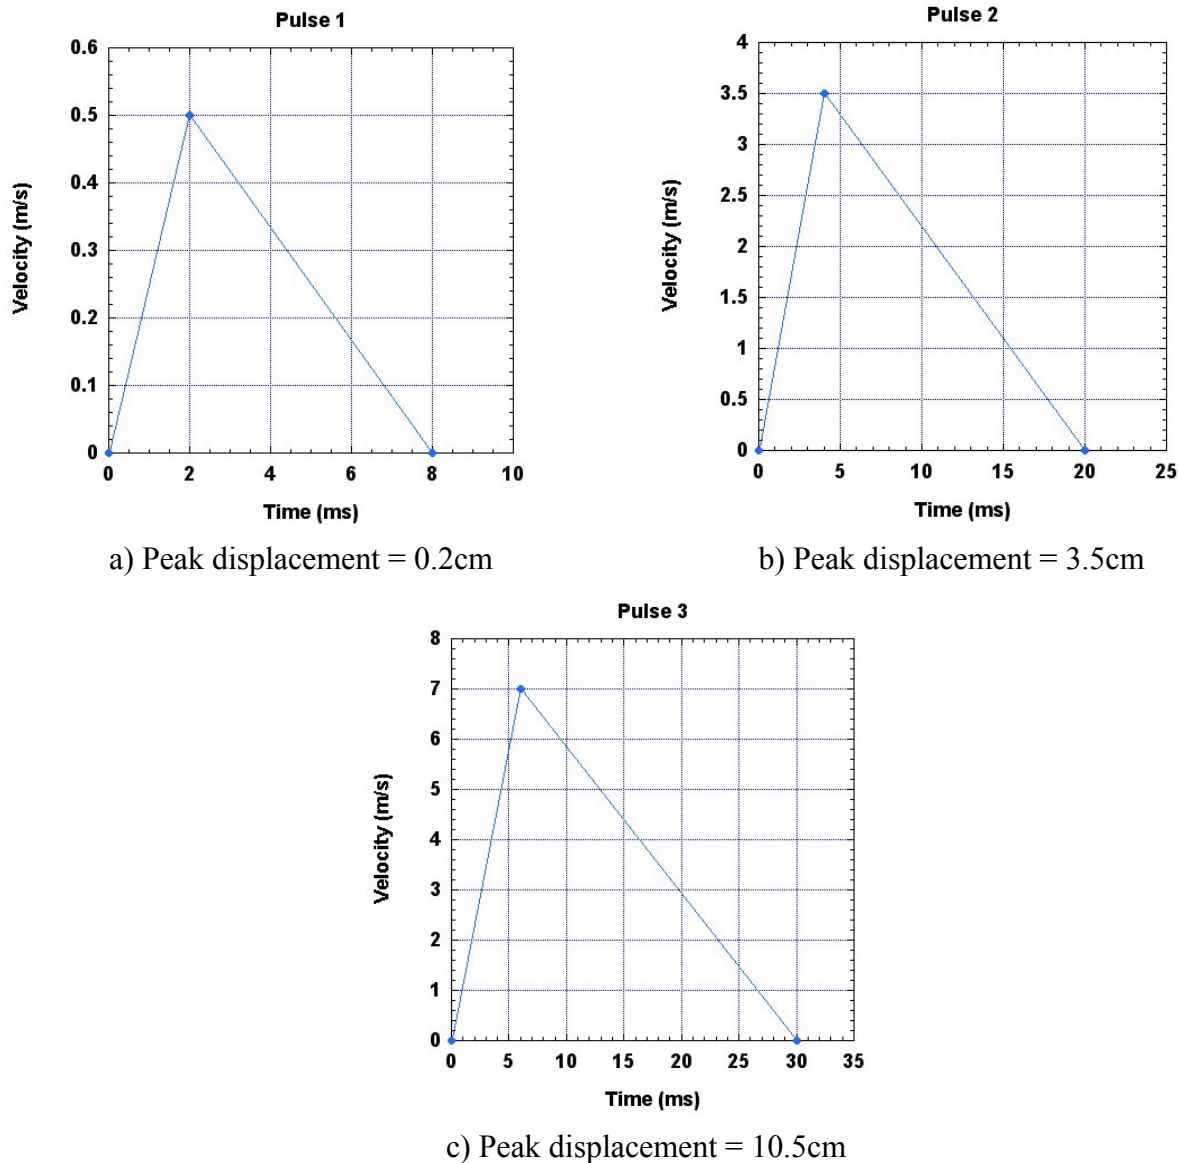 Pulse 1
0.6
0.5
0.4
0.3
0.2
0.1
0
Velocity (m/s)
0 2 4 6 8 10
Time (ms)
a) Peak displacement = 0.2cm
Pulse 2
4
3.5
3
2.5
2
1.5
1
0.5
0
Velocity (m/s)
0 5 10 15 20 25
Time (ms)
b) Peak displacement = 3.5cm
Pulse 3
8
7
6
5
4
3
2
1
0
Velocity (m/s)
0 5 10 15 20 25 30 35
Time (ms)
c) Peak displacement = 10.5cm